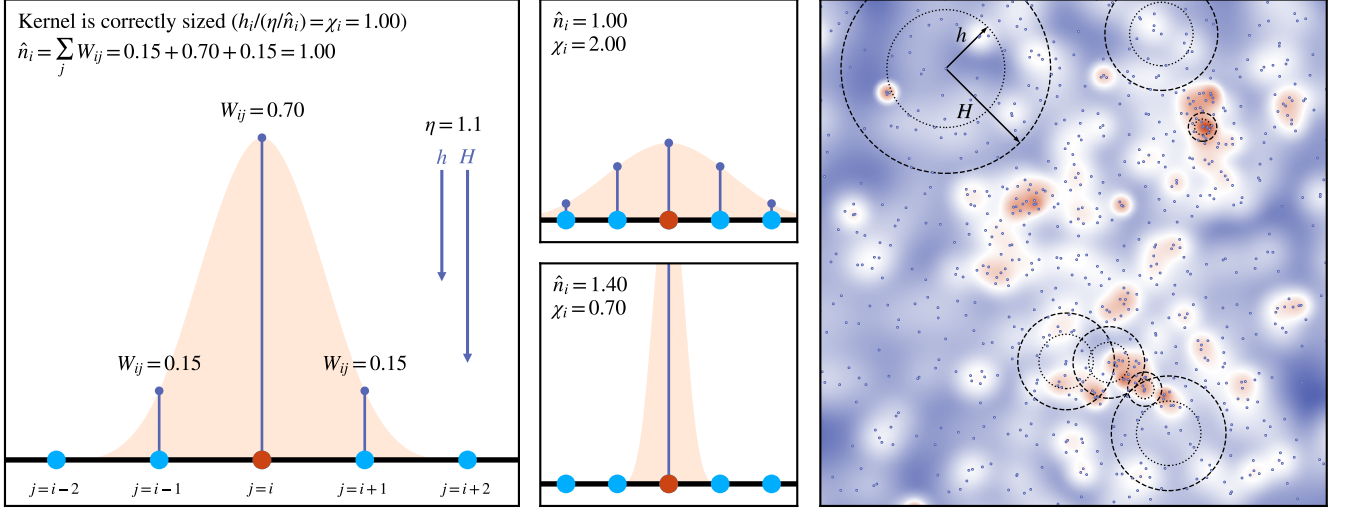 Kernel is correctly sized (h_i/(η/n̂_i) = χ_i = 1.00)
n̂_i = ∑_j W_ij = 0.15 + 0.70 + 0.15 = 1.00
W_ij = 0.70
η = 1.1
h H
W_ij = 0.15
W_ij = 0.15
j = i − 2
j = i − 1
j = i
j = i + 1
j = i + 2
n̂_i = 1.00
χ_i = 2.00
n̂_i = 1.40
χ_i = 0.70
h
H